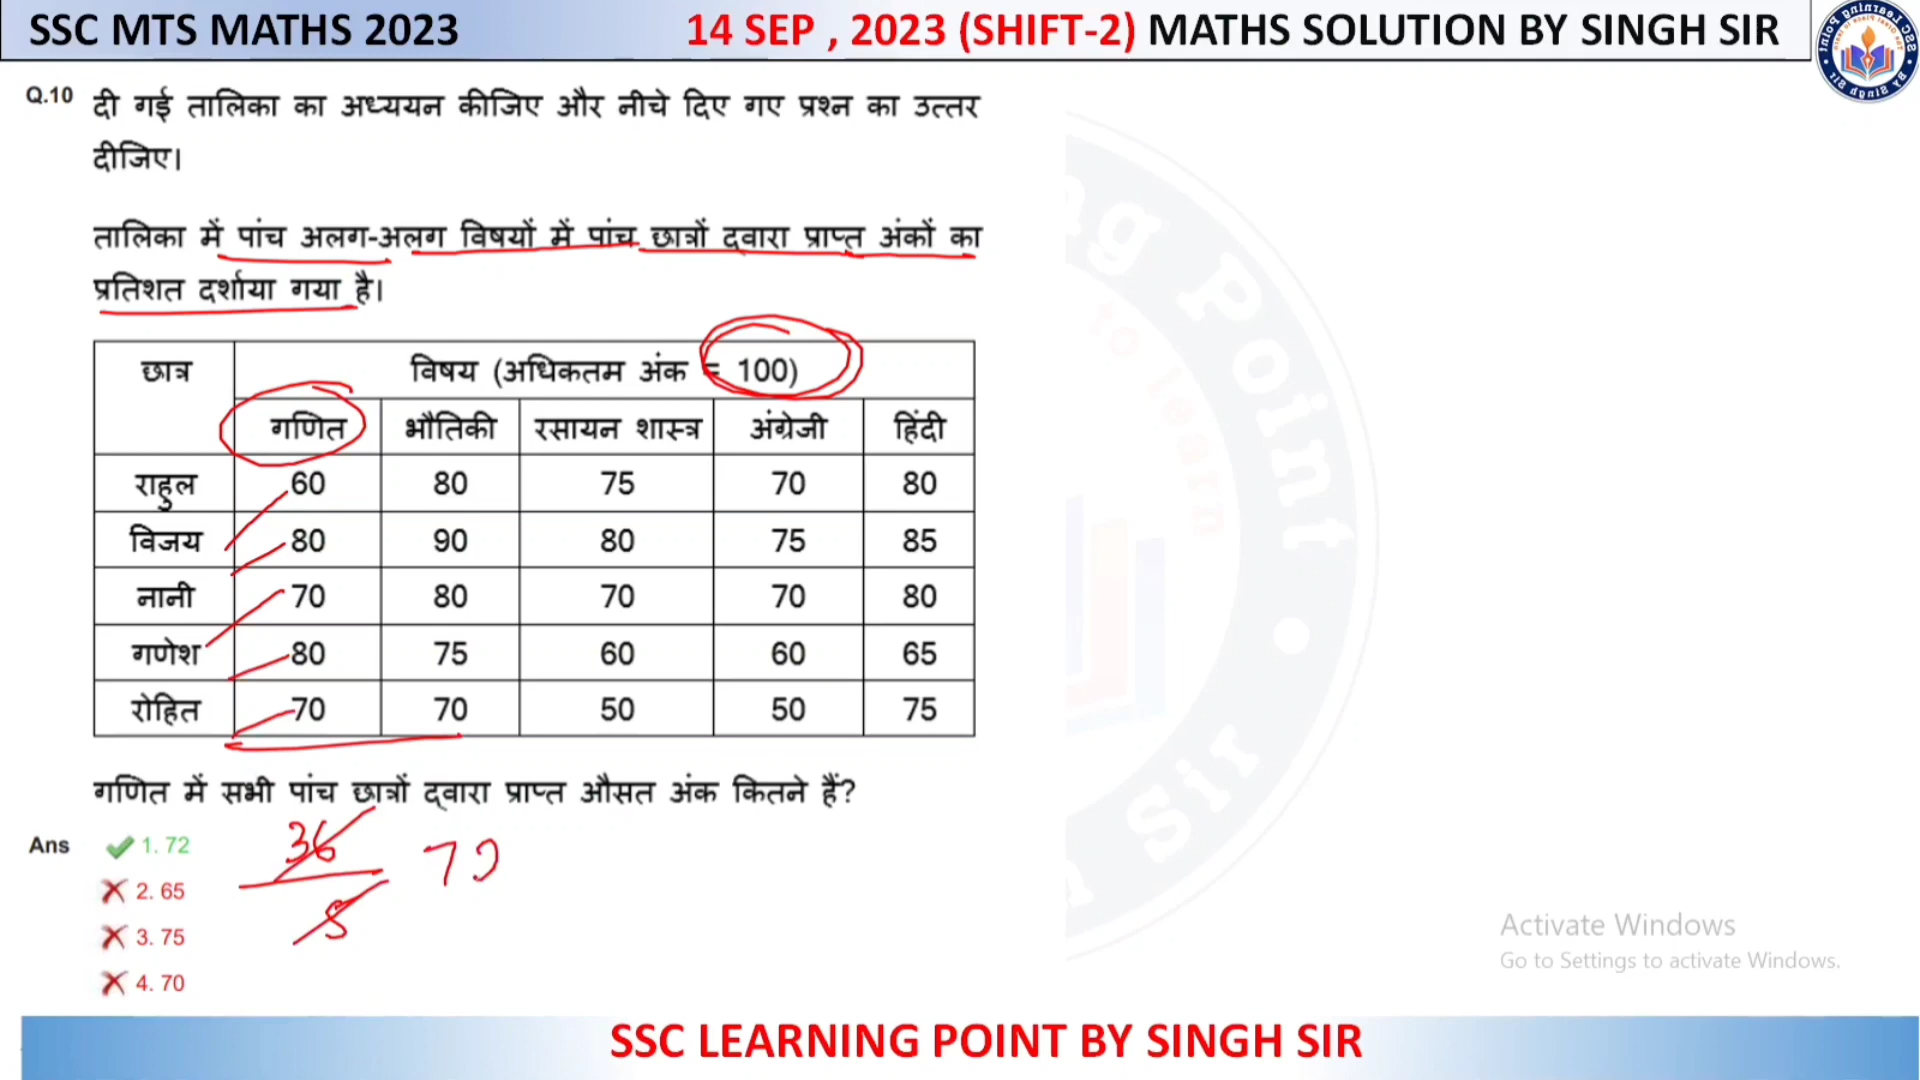 SSC MTS MATHS 2023
14 SEP , 2023 (SHIFT-2) MATHS SOLUTION BY SINGH SIR
Q.10 दी गई तालिका का अध्ययन कीजिए और नीचे दिए गए प्रश्न का उत्तर
दीजिए।
तालिका में पांच अलग-अलग विषयों में पांच छात्रों द्वारा प्राप्त अंकों का
प्रतिशत दर्शाया गया है।
छात्र विषय (अधिकतम अंक = 100)
गणित भौतिकी रसायन शास्त्र अंग्रेजी हिंदी
राहुल 60 80 75 70 80
विजय 80 90 80 75 85
नानी 70 80 70 70 80
गणेश 80 75 60 60 65
रोहित 70 70 50 50 75
गणित में सभी पांच छात्रों द्वारा प्राप्त औसत अंक कितने हैं?
Ans 1. 72
2. 65
3. 75
4. 70
36
5
Activate Windows
Go to Settings to activate Windows.
SSC LEARNING POINT BY SINGH SIR